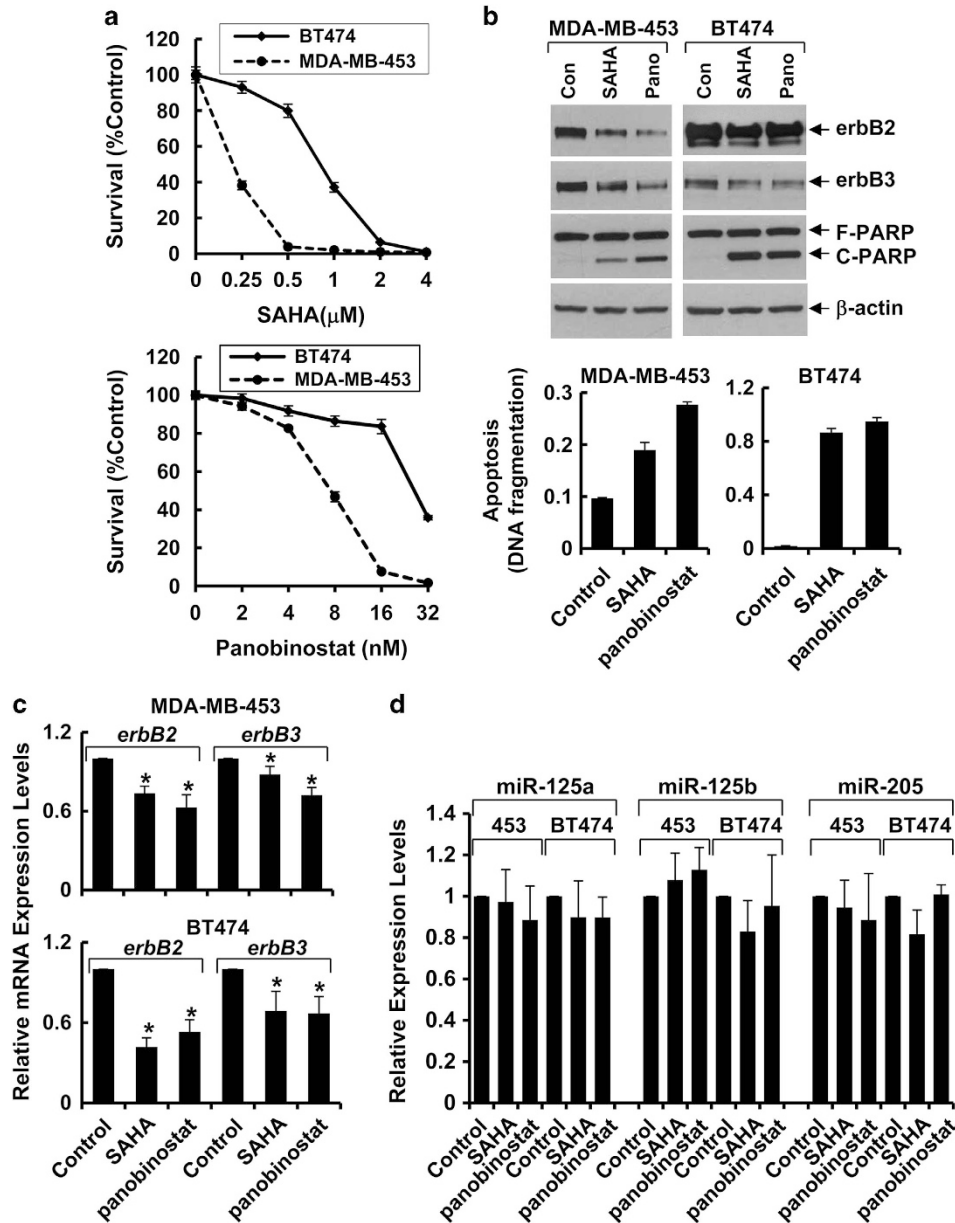 a
BT474
MDA-MB-453
120
100
80
60
40
20
0
Survival (%Control)
0 0.25 0.5 1 2 4
SAHA(μM)
BT474
MDA-MB-453
120
100
80
60
40
20
0
Survival (%Control)
0 2 4 8 16 32
Panobinostat (nM)
b
MDA-MB-453 BT474
Con SAHA Pano Con SAHA Pano
erbB2
erbB3
F-PARP
C-PARP
β-actin
MDA-MB-453
0.3
0.2
0.1
0
Apoptosis
(DNA fragmentation)
Control SAHA panobinostat
BT474
1.2
0.8
0.4
0
Control SAHA panobinostat
c
MDA-MB-453
erbB2 erbB3
1.2
0.6
0
* * * *
Relative mRNA Expression Levels
BT474
erbB2 erbB3
1.2
0.6
0
* * * *
Control SAHA panobinostat Control SAHA panobinostat
d
miR-125a miR-125b miR-205
453 BT474 453 BT474 453 BT474
1.4
1.2
1
0.8
0.6
0.4
0.2
0
Relative Expression Levels
Control SAHA panobinostat Control SAHA panobinostat Control SAHA panobinostat Control SAHA panobinostat Control SAHA panobinostat Control SAHA panobinostat